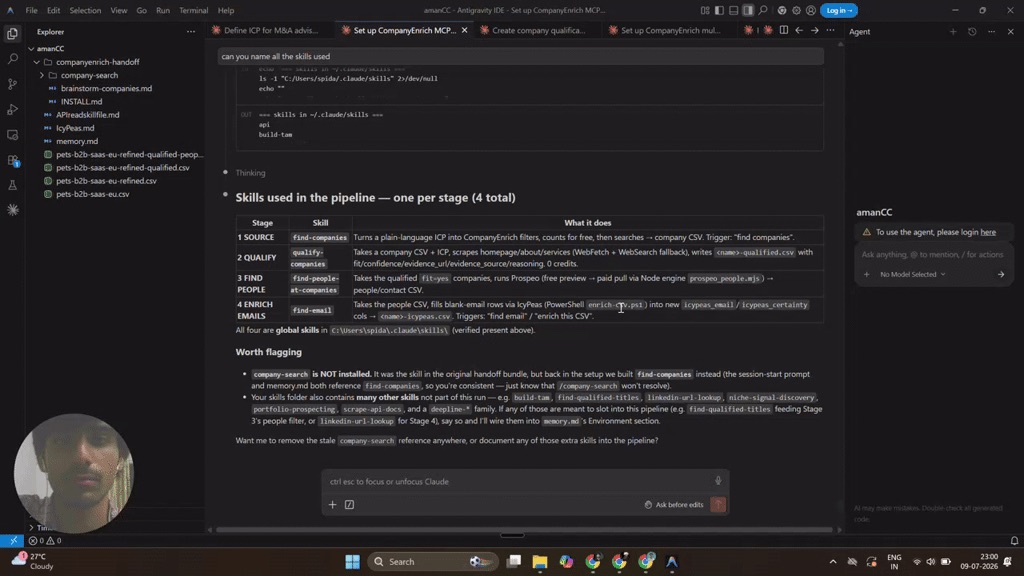 File Edit Selection View Go Run Terminal Help
amanCC - Antigravity IDE
Log in
Explorer
amanCC
companyenrich-handoff
company-search
brainstorm-companies.md
INSTALL.md
APIreadskillfile.md
IcyPeas.md
memory.md
pets-b2b-saas-eu-refined-qualified-peop...
pets-b2b-saas-eu-refined-qualified.csv
pets-b2b-saas-eu-refined.csv
pets-b2b-saas-eu.csv
Define ICP for M&A advis...
Set up CompanyEnrich MCP...
Create company qualifica...
Set up CompanyEnrich mul...
can you name all the skills used
ls -1 "C:/Users/spida/.claude/skills" 2>/dev/null
echo ""
OUT === skills in ~/.claude/skills ===
api
build-tam
Thinking
Skills used in the pipeline — one per stage (4 total)
Stage Skill What it does
1 SOURCE find-companies Turns a plain-language ICP into CompanyEnrich filters, counts for free, then searches → company CSV. Trigger: "find companies".
2 QUALIFY qualify-companies Takes a company CSV + ICP, scrapes homepage/about/services (WebFetch + WebSearch fallback), writes <name>-qualified.csv with
fit/confidence/evidence_url/evidence_source/reasoning. 0 credits.
3 FIND PEOPLE find-people-at-companies Takes the qualified fit-yes companies, runs Prospeo (free preview → paid pull via Node engine prospeo_people.mjs) →
people/contact CSV.
4 ENRICH EMAILS find-email Takes the people CSV, fills blank-email rows via IcyPeas (PowerShell enrich-csv.ps1) into new icypeas_email/ icypeas_certainty
cols → <name>-icypeas.csv. Triggers: "find email" / "enrich this CSV".
All four are global skills in C:\Users\spida\.claude\skills\ (verified present above).
Worth flagging
• company-search is NOT installed. It was the skill in the original handoff bundle, but back in the setup we built find-companies instead (the session-start
prompt and memory.md both reference find-companies, so you're consistent — just know that /company-search won't resolve).
• Your skills folder also contains many other skills not part of this run — e.g. build-tam, find-qualified-titles, linkedin-url-lookup, niche-signal-discovery,
portfolio-prospecting, scrape-api-docs, and a deepline-* family. If any of those are meant to slot into this pipeline (e.g. find-qualified-titles feeding Stage
3's people filter, or linkedin-url-lookup for Stage 4), say so and I'll wire them into memory.md's Environment section.
Want me to remove the stale company-search reference anywhere, or document any of those extra skills into the pipeline?
ctrl esc to focus or unfocus Claude
Ask before edits
Agent
amanCC
To use the agent, please login here
Ask anything, @ to mention, / for actions
No Model Selected
AI may make mistakes. Double-check all generated
code.
0 0
27°C
Cloudy
Search
ENG
IN
23:00
09-07-2026